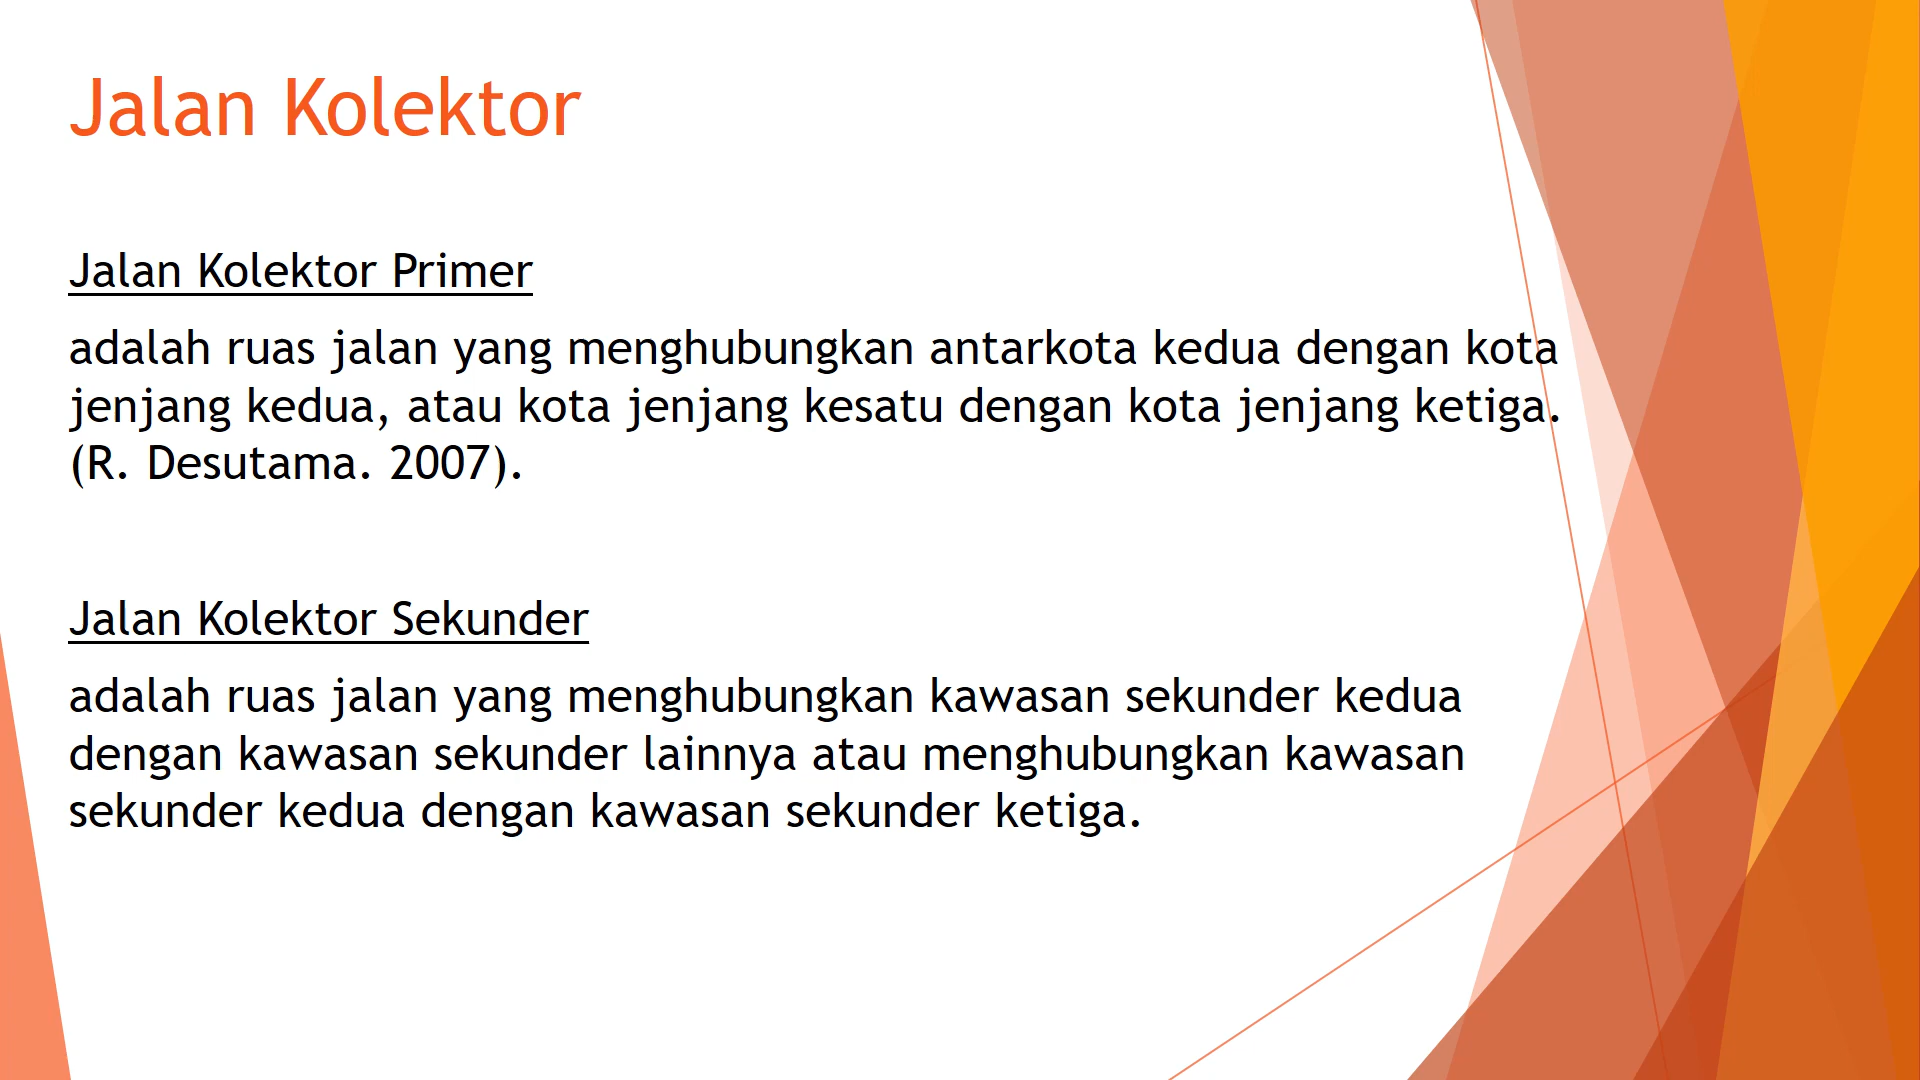 Jalan Kolektor
Jalan Kolektor Primer
adalah ruas jalan yang menghubungkan antarkota kedua dengan kota
jenjang kedua, atau kota jenjang kesatu dengan kota jenjang ketiga.
(R. Desutama. 2007).
Jalan Kolektor Sekunder
adalah ruas jalan yang menghubungkan kawasan sekunder kedua
dengan kawasan sekunder lainnya atau menghubungkan kawasan
sekunder kedua dengan kawasan sekunder ketiga.